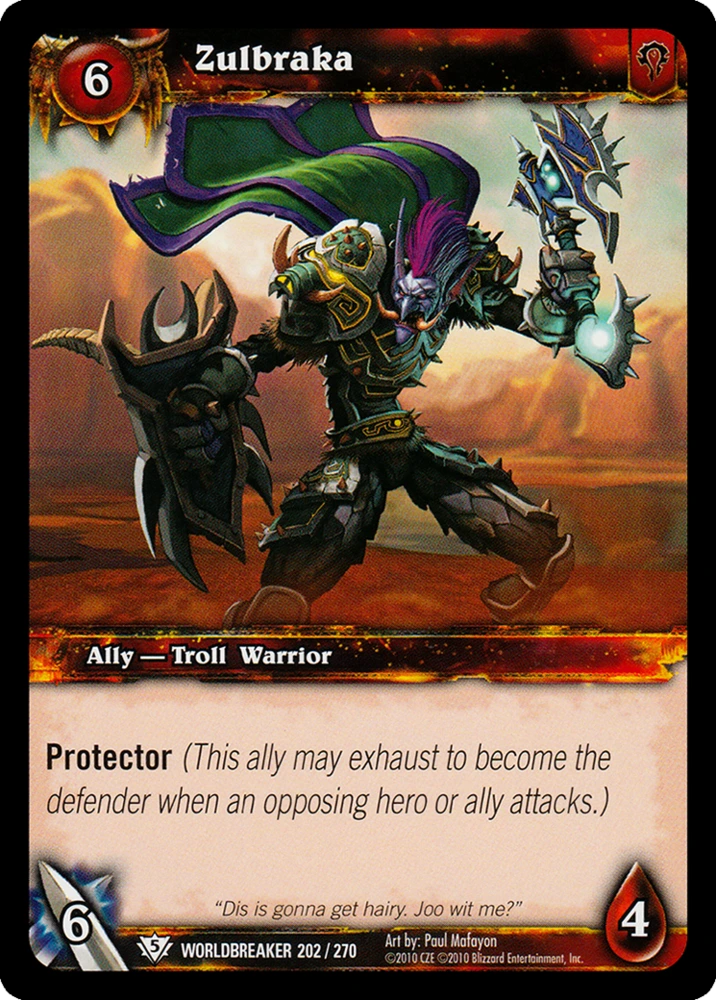 6
Zulbraka
Ally — Troll Warrior
Protector (This ally may exhaust to become the
defender when an opposing hero or ally attacks.)
"Dis is gonna get hairy. Joo wit me?"
6
4
5
WORLDBREAKER 202 / 270
Art by: Paul Mafayon
©2010 CZE ©2010 Blizzard Entertainment, Inc.